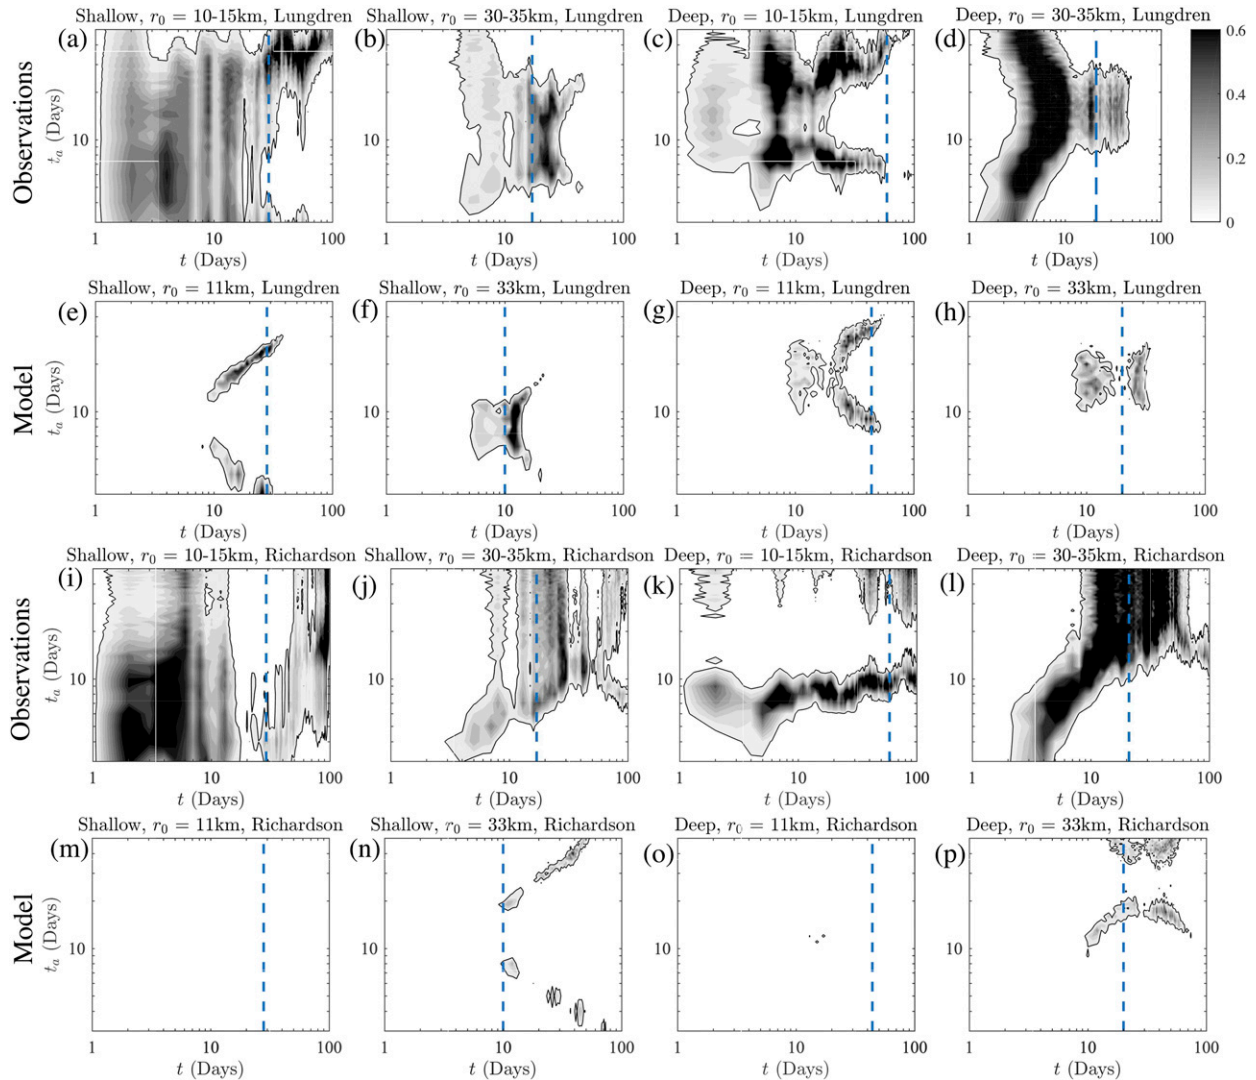 Shallow, r₀ = 10-15km, Lungdren
Shallow, r₀ = 30-35km, Lungdren
Deep, r₀ = 10-15km, Lungdren
Deep, r₀ = 30-35km, Lungdren
(a)
(b)
(c)
(d)
0.6
0.4
0.2
0
Observations
tₐ (Days)
10
10
10
10
1 10 100
1 10 100
1 10 100
1 10 100
t (Days)
t (Days)
t (Days)
t (Days)
Shallow, r₀ = 11km, Lungdren
Shallow, r₀ = 33km, Lungdren
Deep, r₀ = 11km, Lungdren
Deep, r₀ = 33km, Lungdren
(e)
(f)
(g)
(h)
Model
tₐ (Days)
10
10
10
10
1 10 100
1 10 100
1 10 100
1 10 100
t (Days)
t (Days)
t (Days)
t (Days)
Shallow, r₀ = 10-15km, Richardson
Shallow, r₀ = 30-35km, Richardson
Deep, r₀ = 10-15km, Richardson
Deep, r₀ = 30-35km, Richardson
(i)
(j)
(k)
(l)
Observations
tₐ (Days)
10
10
10
10
1 10 100
1 10 100
1 10 100
1 10 100
t (Days)
t (Days)
t (Days)
t (Days)
Shallow, r₀ = 11km, Richardson
Shallow, r₀ = 33km, Richardson
Deep, r₀ = 11km, Richardson
Deep, r₀ = 33km, Richardson
(m)
(n)
(o)
(p)
Model
tₐ (Days)
10
10
10
10
1 10 100
1 10 100
1 10 100
1 10 100
t (Days)
t (Days)
t (Days)
t (Days)